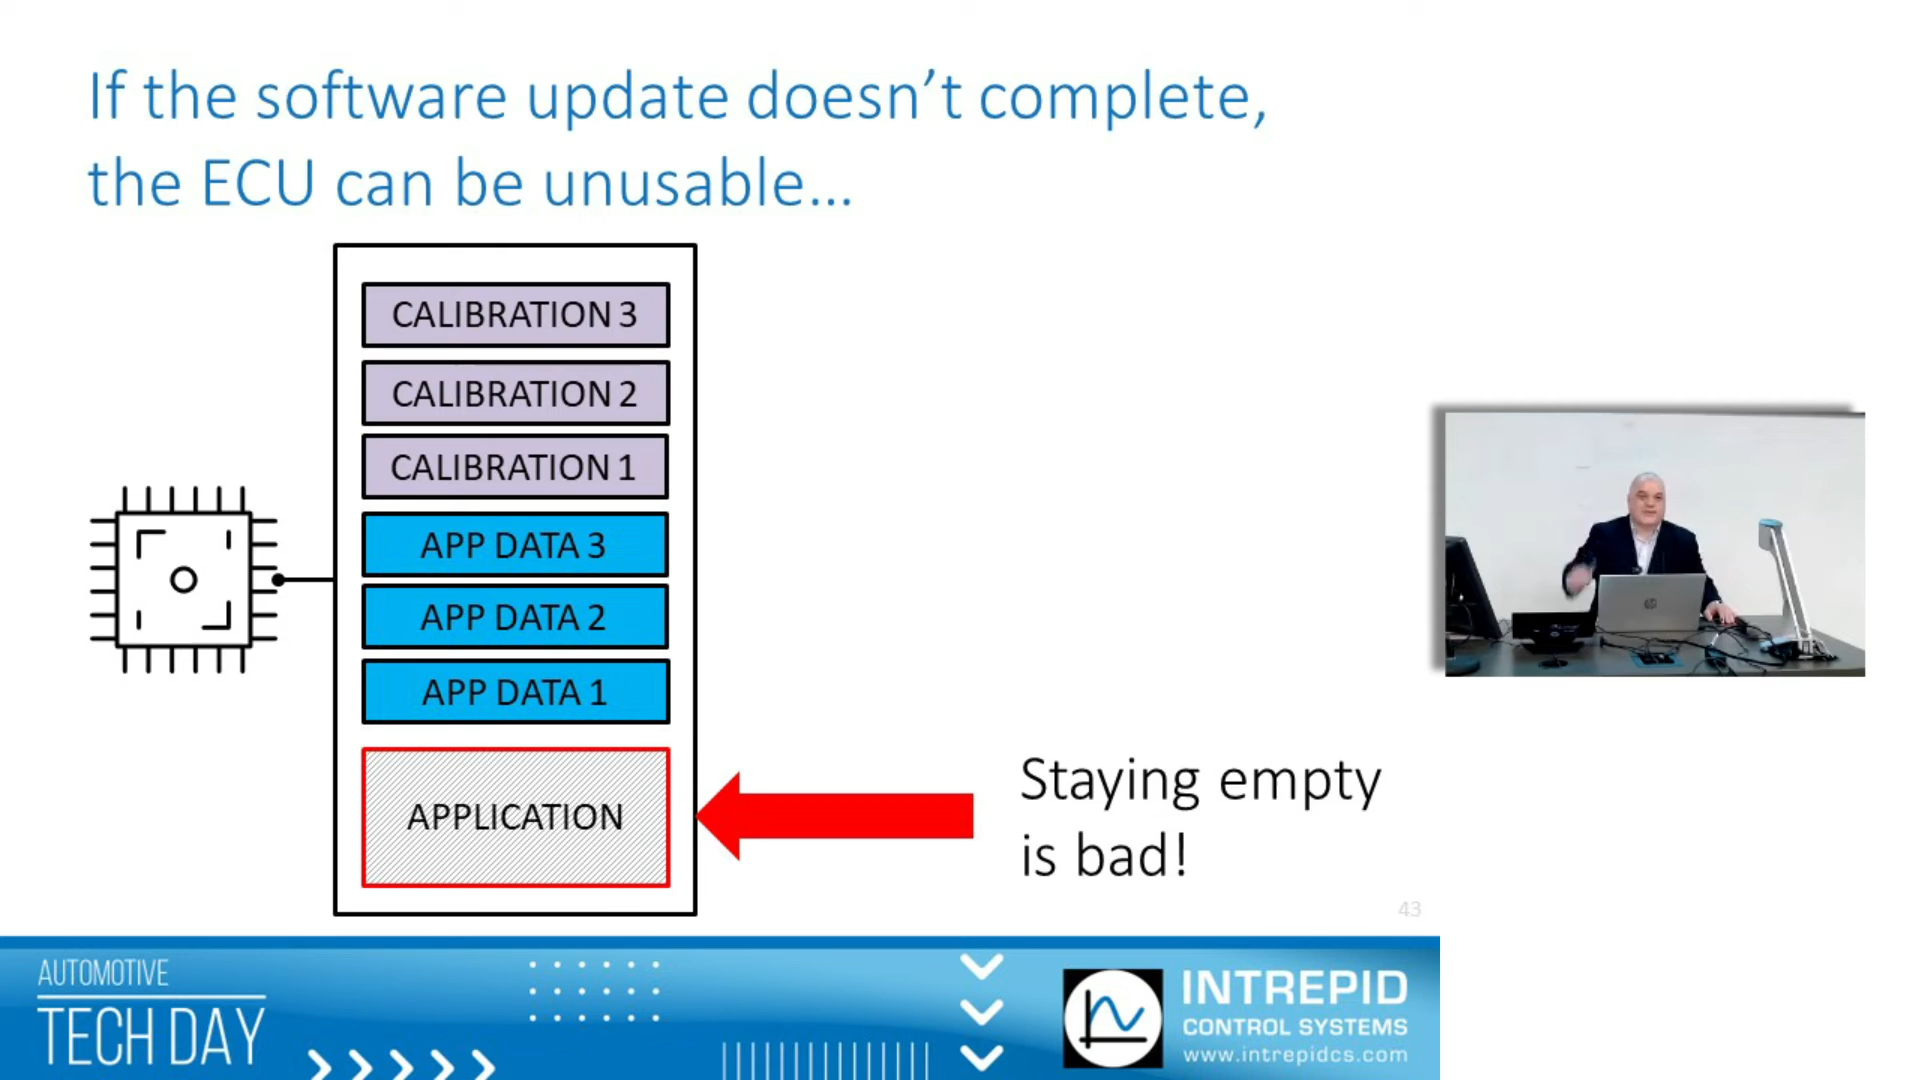 If the software update doesn’t complete,
the ECU can be unusable...
CALIBRATION 3
CALIBRATION 2
CALIBRATION 1
APP DATA 3
APP DATA 2
APP DATA 1
APPLICATION
Staying empty
is bad!
43
AUTOMOTIVE
TECH DAY
INTREPID
CONTROL SYSTEMS
www.intrepidcs.com